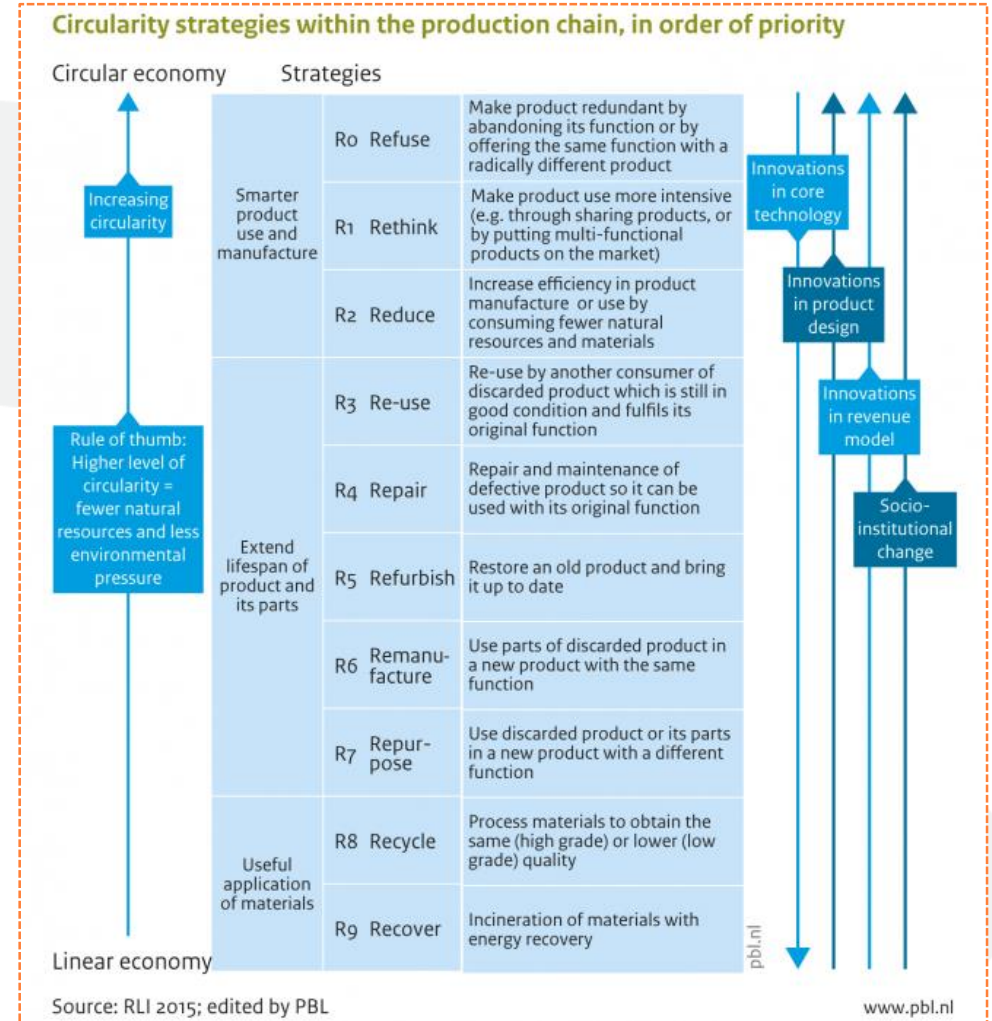 Circularity strategies within the production chain, in order of priority
Circular economy
Strategies
Increasing
circularity
Rule of thumb:
Higher level of
circularity =
fewer natural
resources and less
environmental
pressure
Linear economy
Smarter
product
use and
manufacture
R0 Refuse
Make product redundant by
abandoning its function or by
offering the same function with a
radically different product
R1 Rethink
Make product use more intensive
(e.g. through sharing products, or
by putting multi-functional
products on the market)
R2 Reduce
Increase efficiency in product
manufacture or use by
consuming fewer natural
resources and materials
Extend
lifespan of
product and
its parts
R3 Re-use
Re-use by another consumer of
discarded product which is still in
good condition and fulfils its
original function
R4 Repair
Repair and maintenance of
defective product so it can be
used with its original function
R5 Refurbish
Restore an old product and bring
it up to date
R6 Remanu-
facture
Use parts of discarded product in
a new product with the same
function
R7 Repur-
pose
Use discarded product or its parts
in a new product with a different
function
Useful
application
of materials
R8 Recycle
Process materials to obtain the
same (high grade) or lower (low
grade) quality
R9 Recover
Incineration of materials with
energy recovery
pbl.nl
Innovations
in core
technology
Innovations
in product
design
Innovations
in revenue
model
Socio-
institutional
change
Source: RLI 2015; edited by PBL
www.pbl.nl